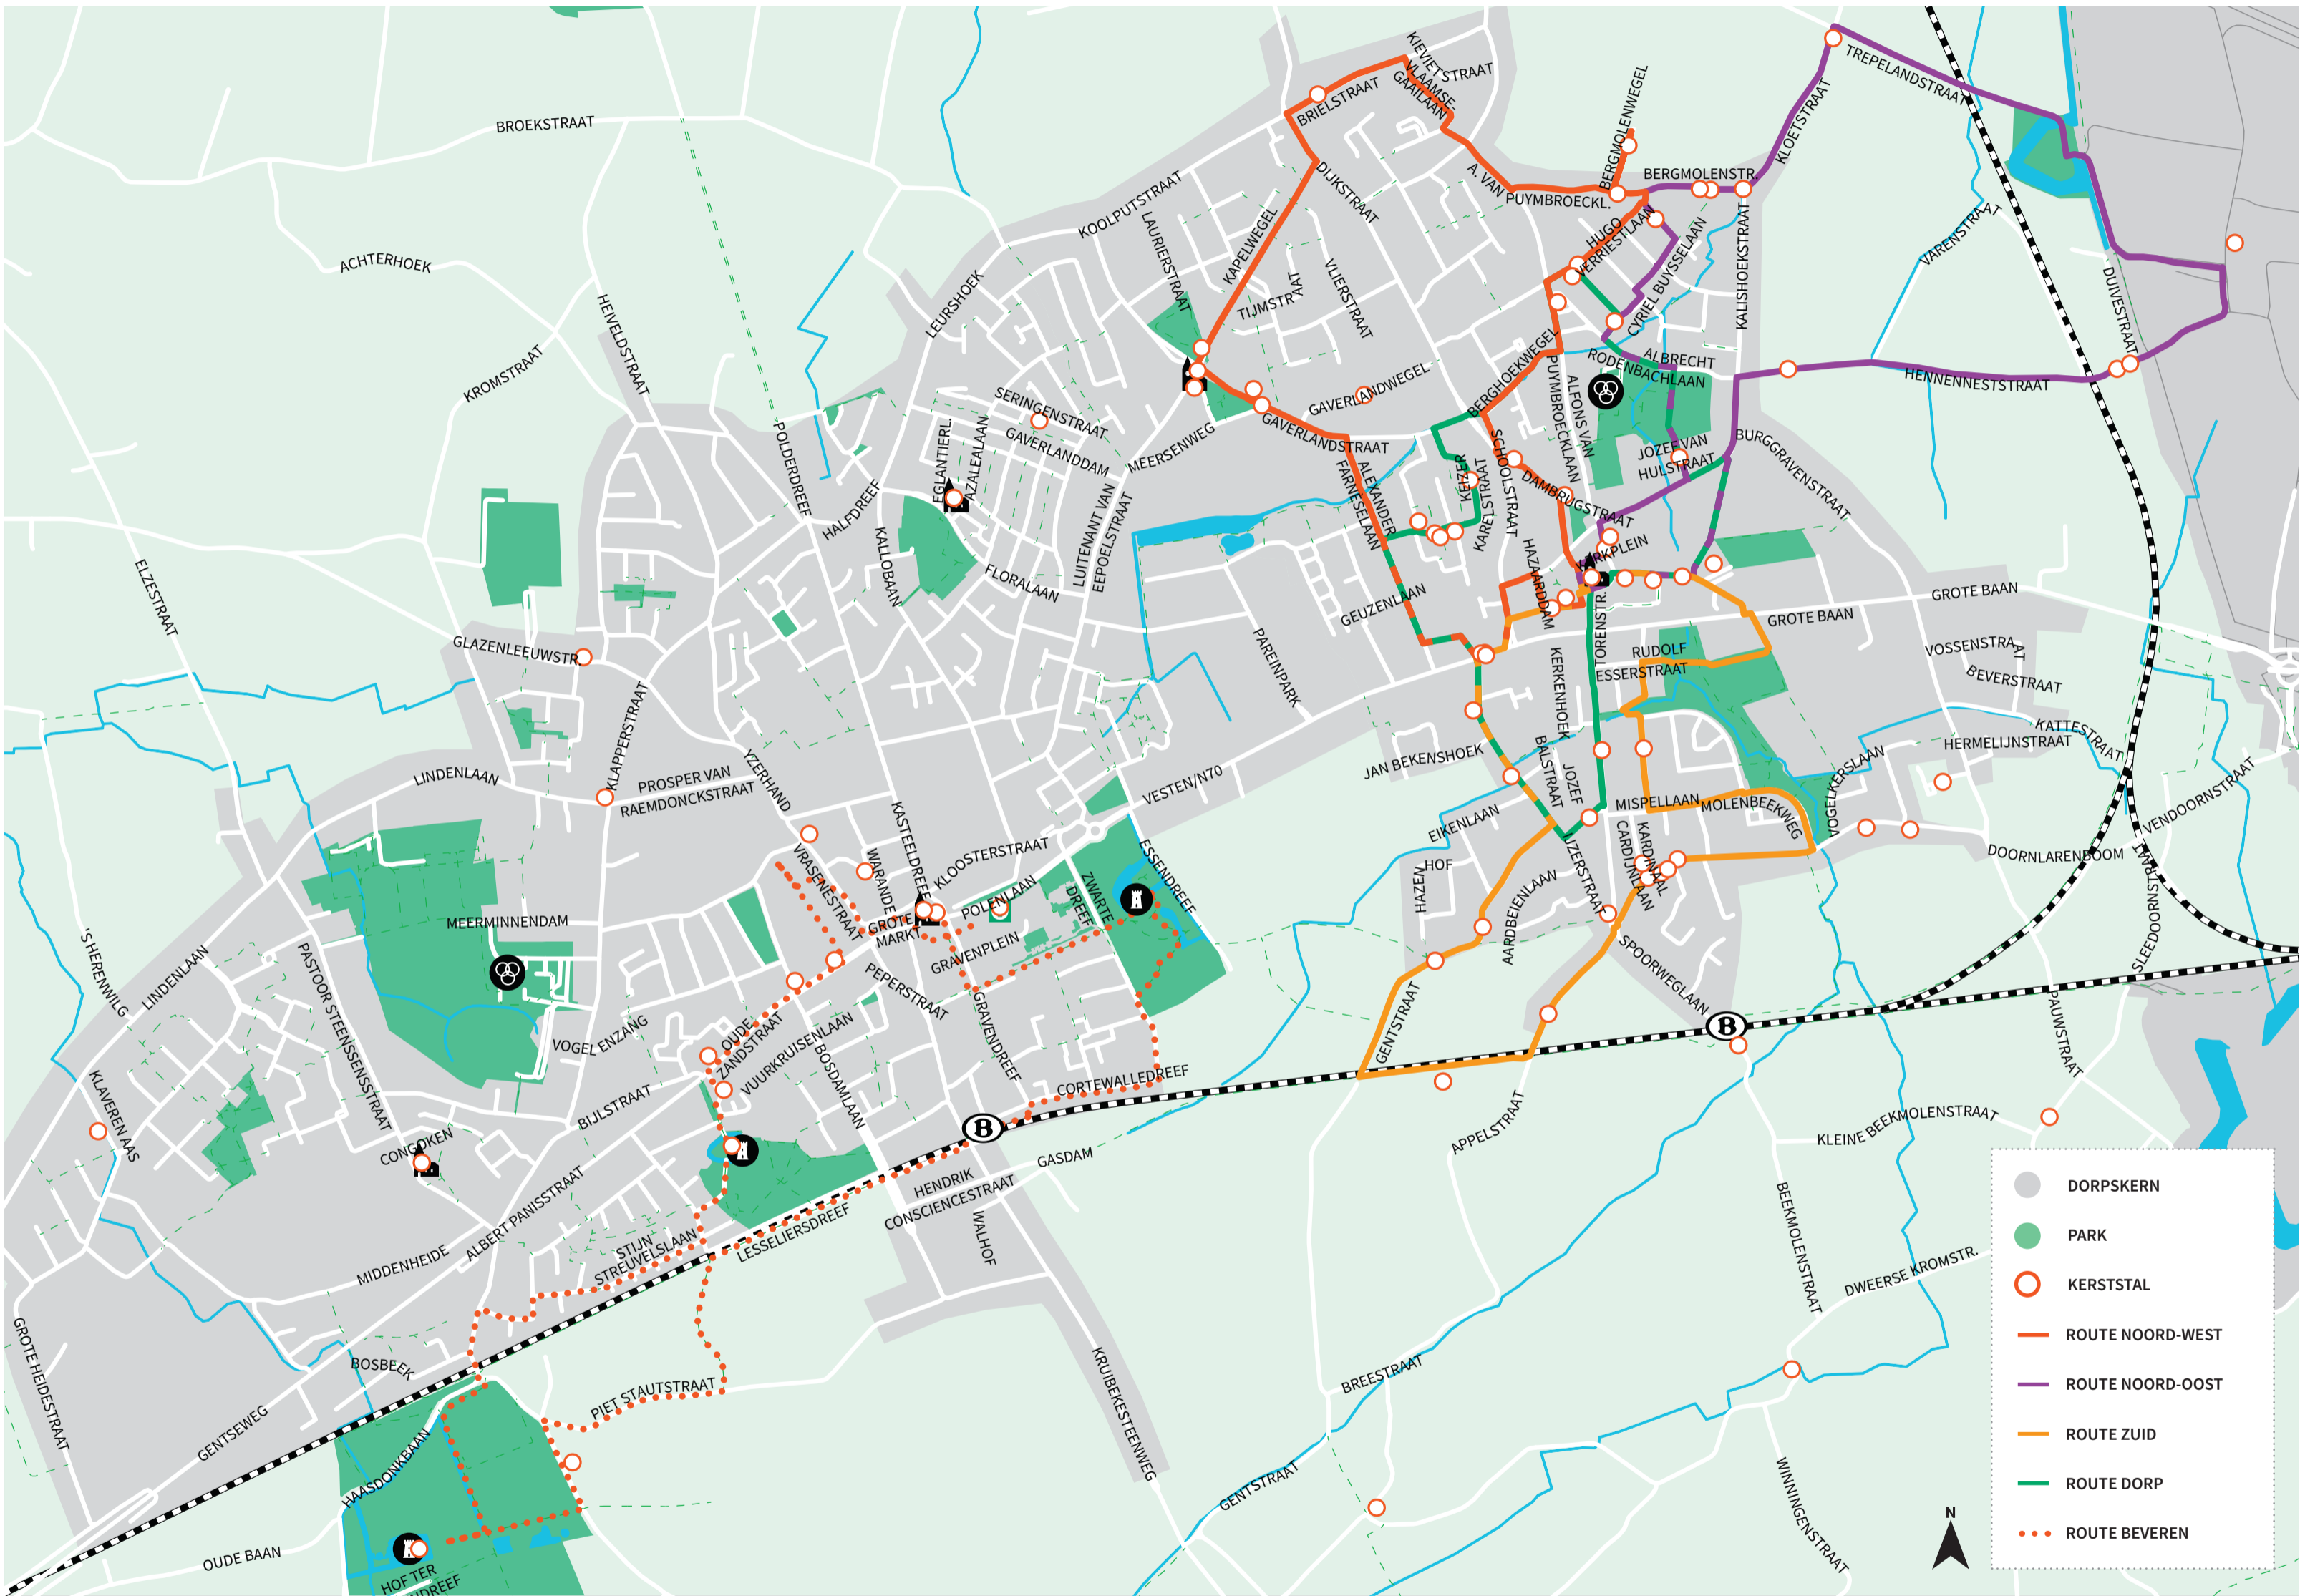 KIEVITSTRAAT
VLAAMSE-
GAAILAAN
BRIELSTRAAT
TREPELANDSTRAAT
KLOETSTRAAT
BERGMOLENWEGEL
BERGMOLENSTR.
BROEKSTRAAT
DIJKSTRAAT
A. VAN
PUYMBROECKL.
KOOLPUTSTRAAT
LAURIERSTRAAT
KAPELWEGEL
HUGO
VERRIESTLAAN
CYRIEL BUYSSELAAN
KALISHOEKSTRAAT
VARENSTRAAT
ACHTERHOEK
HEIVELDSTRAAT
LEURSHOEK
TIJMSTRAAT
VLIERSTRAAT
DUIVESTRAAT
KROMSTRAAT
BERGHOEKWEGEL
ALBRECHT
RODENBACHLAAN
HENNENNESTSTRAAT
SERINGENSTRAAT
GAVERLANDDAM
GAVERLANDWEGEL
GAVERLANDSTRAAT
MEERSENWEG
ALFONS VAN
PUYMBROECKLAAN
POLDERDREEF
EGLANTIERL.
AZALEALAAN
SCHOOLSTRAAT
KEIZER
KARELSTRAAT
DAMBRUGSTRAAT
JOZEF VAN
HULSTRAAT
BURGGRAVENSTRAAT
HALFDREEF
KALLOBAAN
LUITENANT VAN
EEPOELSTRAAT
ALEXANDER
FARNESELAAN
KERKPLEIN
HAZAARDDAM
ELZESTRAAT
FLORALAAN
GEUZENLAAN
TORENSTR.
GROTE BAAN
GROTE BAAN
GLAZENLEEUWSTR.
PAREINPARK
KERKENHOEK
RUDOLF
ESSERSTRAAT
VOSSENSTRAAT
BEVERSTRAAT
KLAPPERSTRAAT
KATTESTRAAT
HERMELIJNSTRAAT
LINDENLAAN
PROSPER VAN
RAEMDONCKSTRAAT
YZERHAND
VESTEN/N70
JAN BEKENSHOEK
BALSTRAAT
JOZEF
MISPELLAAN
MOLENBEEKWEG
VOGELKERSLAAN
VENDOORNSTRAAT
EIKENLAAN
IJZERSTRAAT
KARDINAAL
CARDIJNLAAN
DOORNLARENBOOM
SLEEDOORNSTRAAT
KASTEELDREEF
KLOOSTERSTRAAT
ESSENDREEF
VRASENESTRAAT
WARANDE
POLENLAAN
ZWARTE
DREEF
HAZEN
HOF
AARDBEIENLAAN
GROTE
MARKT
GRAVENPLEIN
MEERMINNENDAM
'S HERENWILG
LINDENLAAN
PASTOOR STEENSSENSSTRAAT
PEPERSTRAAT
GRAVENDREEF
SPOORWEGLAAN
GENTSTRAAT
PAUWSTRAAT
VOGELENZANG
OUDE
ZANDSTRAAT
VUURKRUISENLAAN
BOSDAMLAAN
CORTEWALLEDREEF
B
B
KLAVEREN AAS
BIJLSTRAAT
APPELSTRAAT
KLEINE BEEKMOLENSTRAAT
CONGOKEN
GASDAM
HENDRIK
CONSCIENCESTRAAT
WALHOF
BEEKMOLENSTRAAT
DWEERSE KROMSTR.
ALBERT PANISSTRAAT
MIDDENHEIDE
STIJN
STREUVELSLAAN
LESSELIERSDREEF
GROTE HEIDESTRAAT
BOSBEEK
GENTSEWEG
PIET STAUTSTRAAT
KRUIBEKESTEENWEG
BREESTRAAT
GENTSTRAAT
WINNINGENSTRAAT
HAASDONKBAAN
OUDE BAAN
HOF TER
DORPSKERN
PARK
KERSTSTAL
ROUTE NOORD-WEST
ROUTE NOORD-OOST
ROUTE ZUID
ROUTE DORP
ROUTE BEVEREN
N